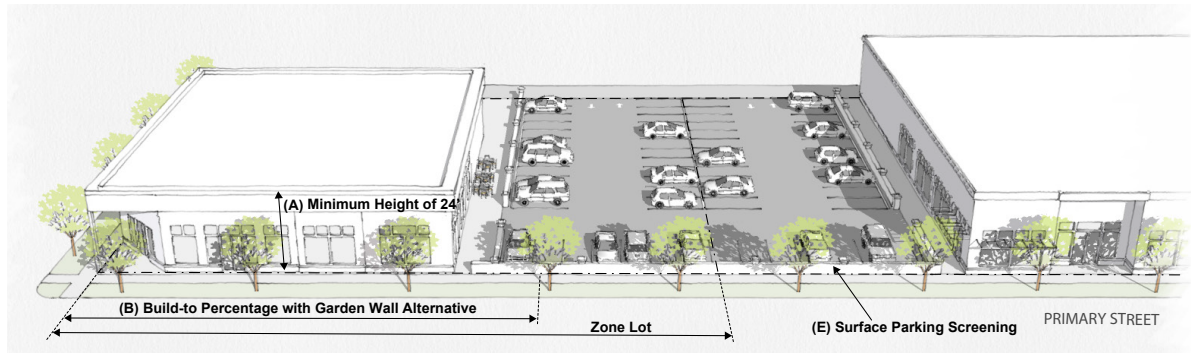 (A) Minimum Height of 24'
(B) Build-to Percentage with Garden Wall Alternative
Zone Lot
(E) Surface Parking Screening
PRIMARY STREET